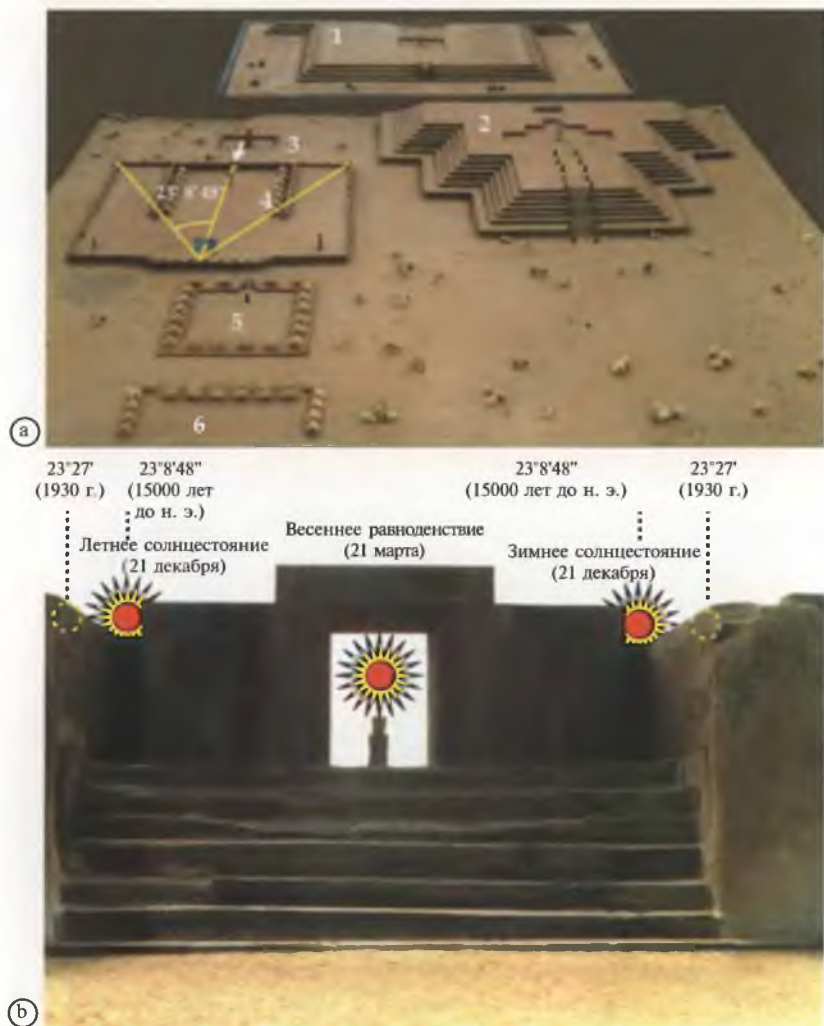 1
2
3
4
23° 8' 48"
5
6
a
23°27'
(1930 г.)
23°8'48"
(15000 лет
до н. э.)
23°8'48"
(15000 лет до н. э.)
23°27'
(1930 г.)
Летнее солнцестояние
(21 декабря)
Весеннее равноденствие
(21 марта)
Зимнее солнцестояние
(21 декабря)
b